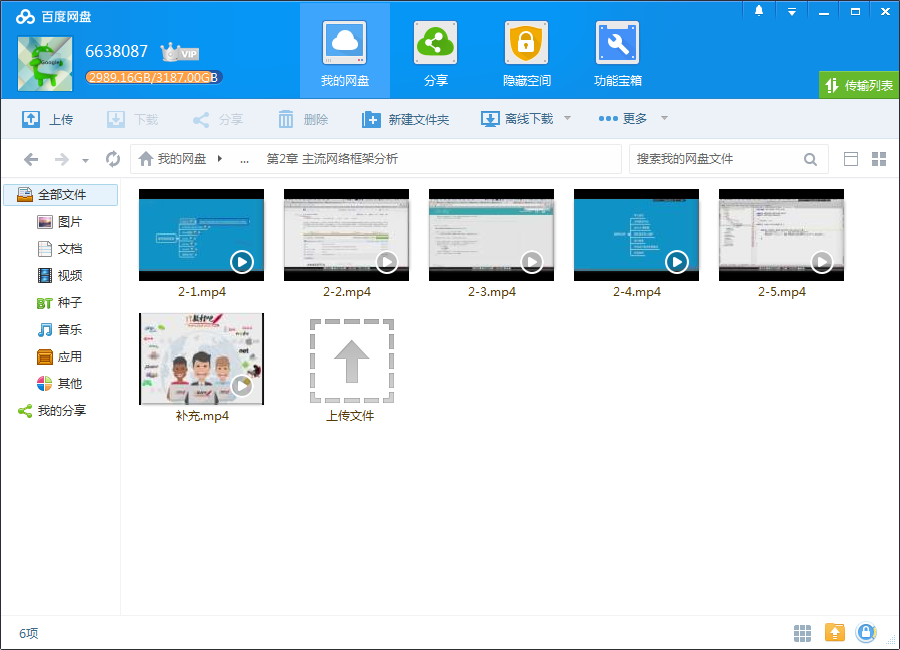 百度网盘
6638087 VIP
2989.16GB/3187.00GB
我的网盘 分享 隐藏空间 功能宝箱
传输列表
上传 下载 分享 删除 新建文件夹 离线下载 更多
我的网盘 ... 第2章 主流网络框架分析 搜索我的网盘文件
全部文件
图片
文档
视频
BT 种子
音乐
应用
其他
我的分享
2-1.mp4 2-2.mp4 2-3.mp4 2-4.mp4 2-5.mp4
补充.mp4 上传文件
6项